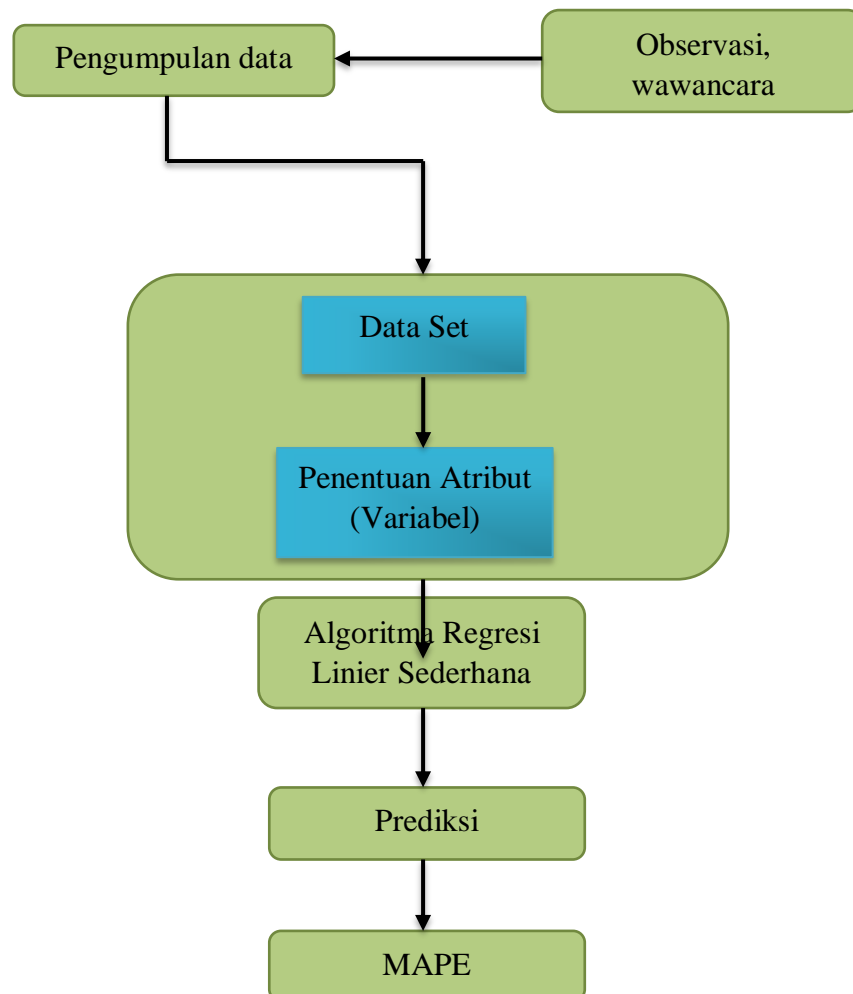 Pengumpulan data
Observasi,
wawancara
Data Set
Penentuan Atribut
(Variabel)
Algoritma Regresi
Linier Sederhana
Prediksi
MAPE